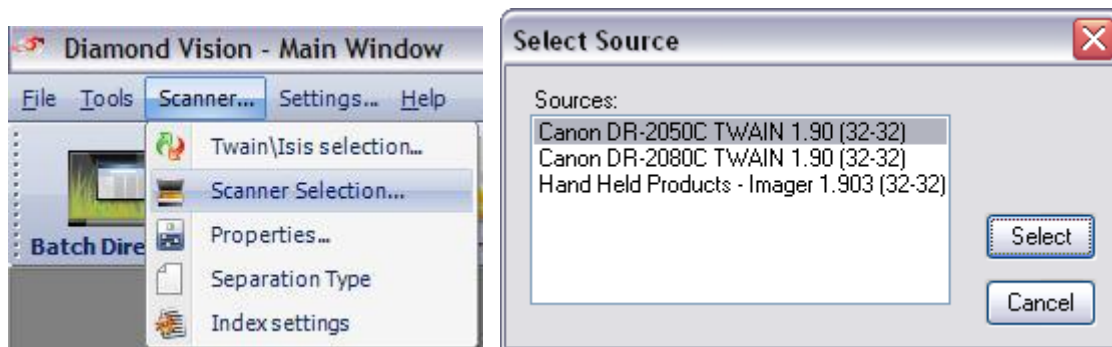 Diamond Vision - Main Window
File Tools Scanner... Settings... Help
Twain\Isis selection...
Scanner Selection...
Properties...
Separation Type
Index settings
Batch Dire
Select Source
Sources:
Canon DR-2050C TWAIN 1.90 (32-32)
Canon DR-2080C TWAIN 1.90 (32-32)
Hand Held Products - Imager 1.903 (32-32)
Select
Cancel